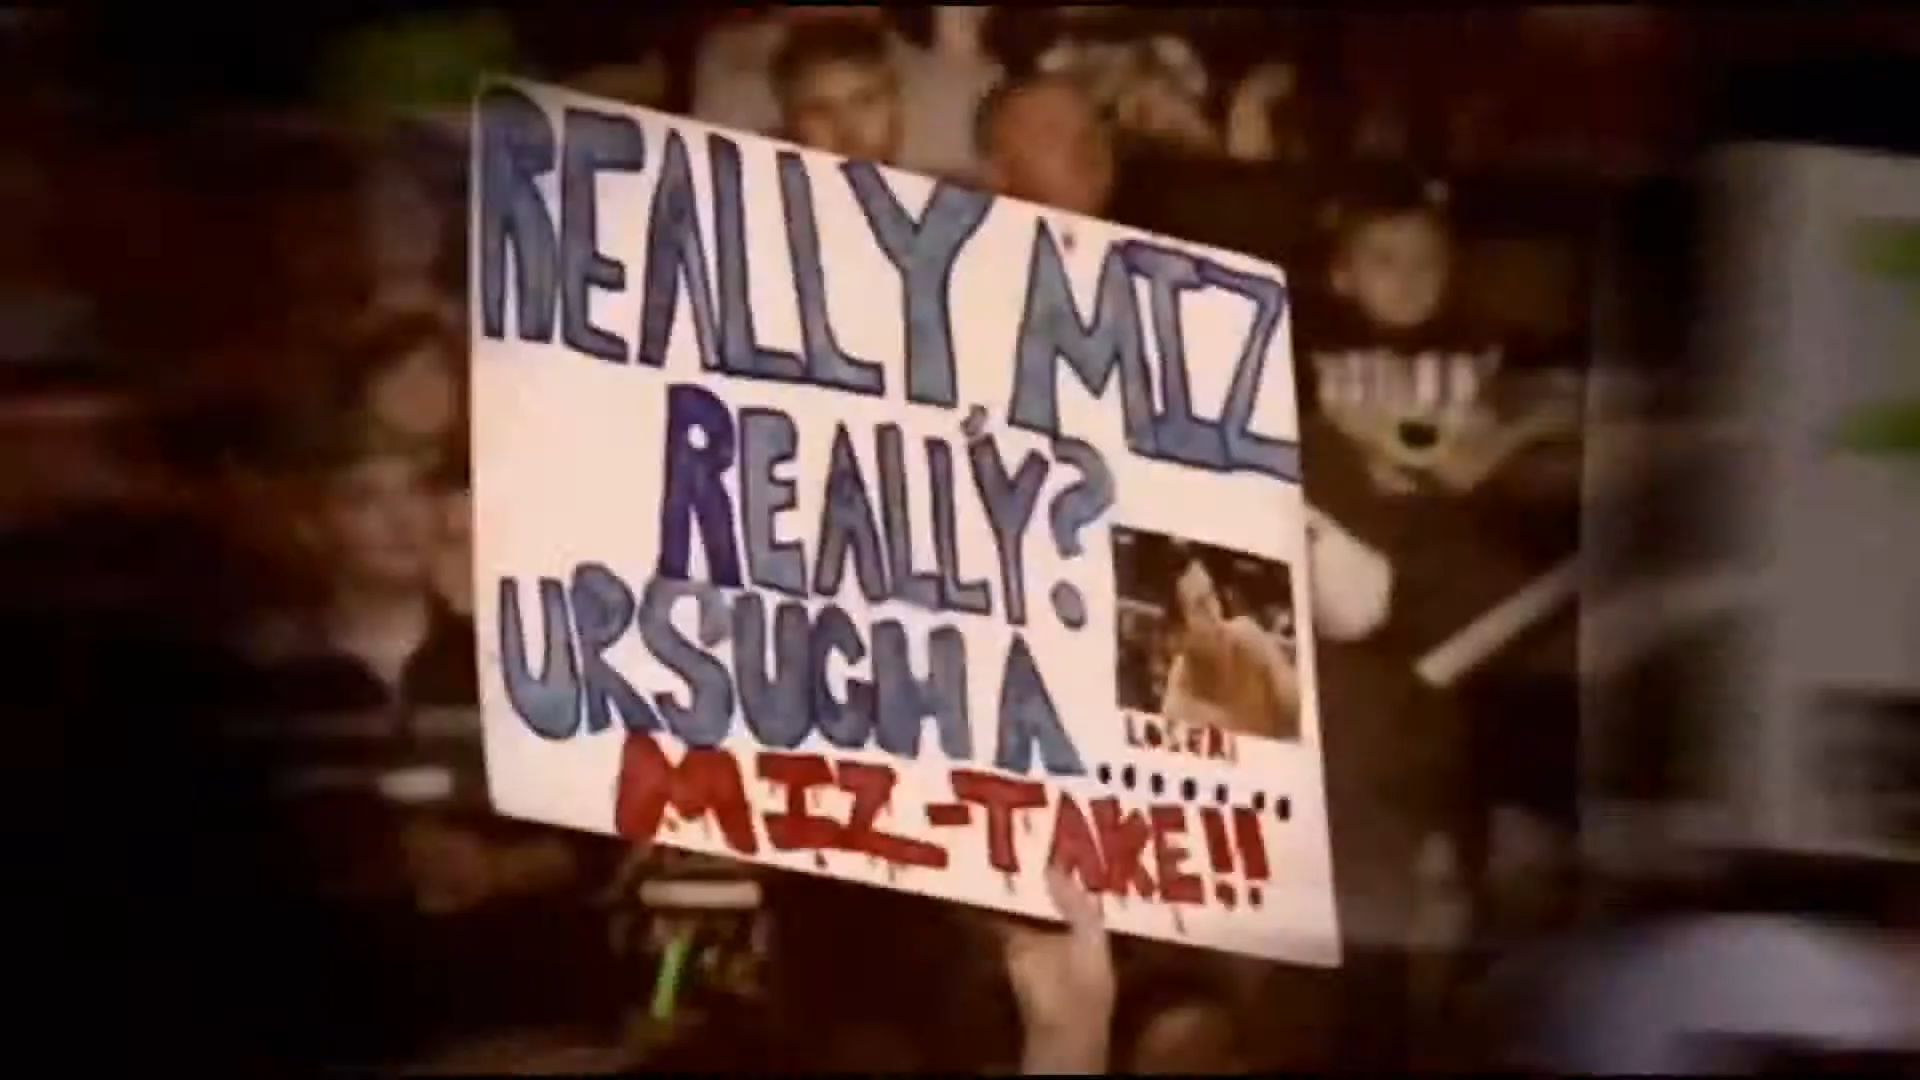 REALLY MIZ
REALLY?
UR SUCH A......
LOSER!
MIZ-TAKE!!